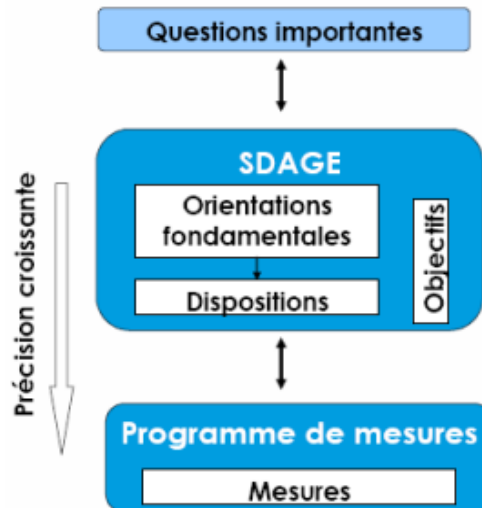 Questions importantes
SDAGE
Orientations
fondamentales
Dispositions
Objectifs
Précision croissante
Programme de mesures
Mesures